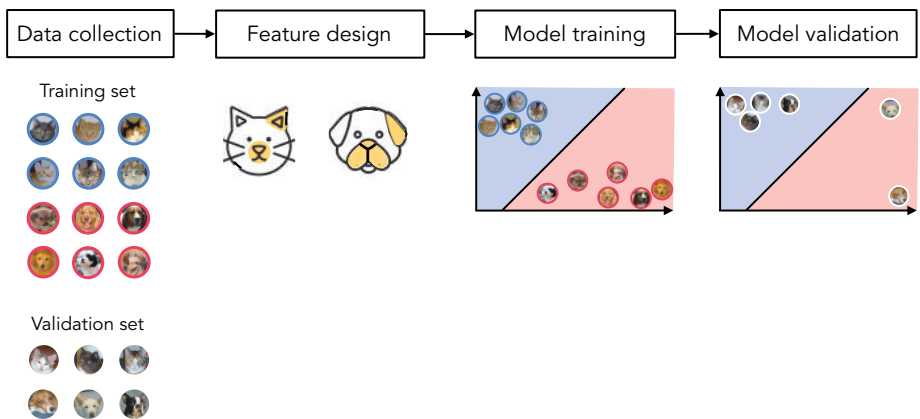 Data collection
Feature design
Model training
Model validation
Training set
Validation set